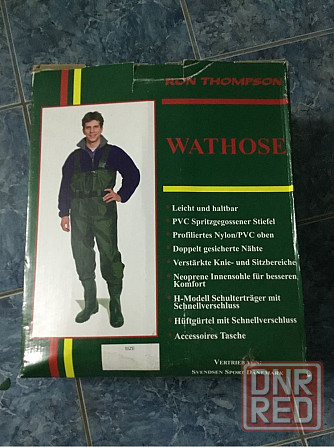 RON THOMPSON
WATHOSE
Leicht und haltbar
PVC Spritzgegossener Stiefel
Profiliertes Nylon/PVC oben
Doppelt gesicherte Nähte
Verstärkte Knie- und Sitzbereiche
Neoprene Innensohle für besseren
Komfort
H-Modell Schulterträger mit
Schnellverschluss
Hüftgürtel mit Schnellverschluss
Accessoires Tasche
SIZE
VERTRIEB VON:
SVENDSEN SPORT DÄNEMARK
DNR
RED